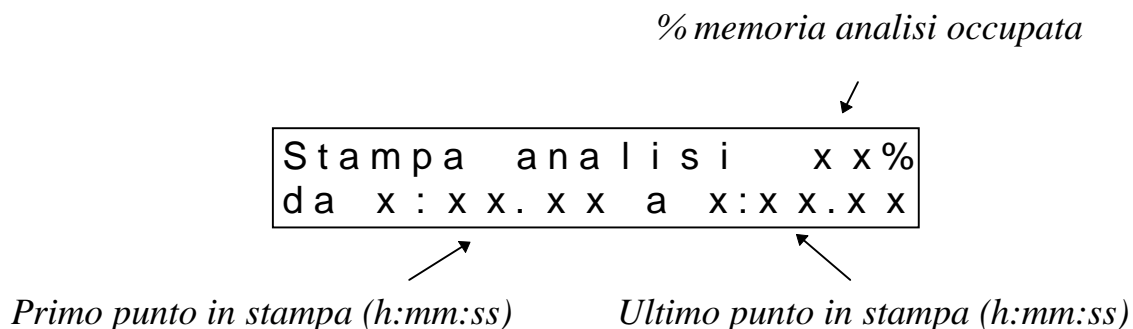 % memoria analisi occupata
Stampa analisi xx%
da x:xx.xx a x:xx.xx
Primo punto in stampa (h:mm:ss) Ultimo punto in stampa (h:mm:ss)